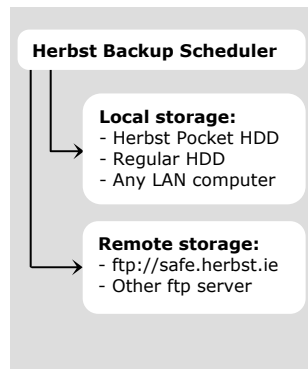 Herbst Backup Scheduler
Local storage:
- Herbst Pocket HDD
- Regular HDD
- Any LAN computer
Remote storage:
- ftp://safe.herbst.ie
- Other ftp server